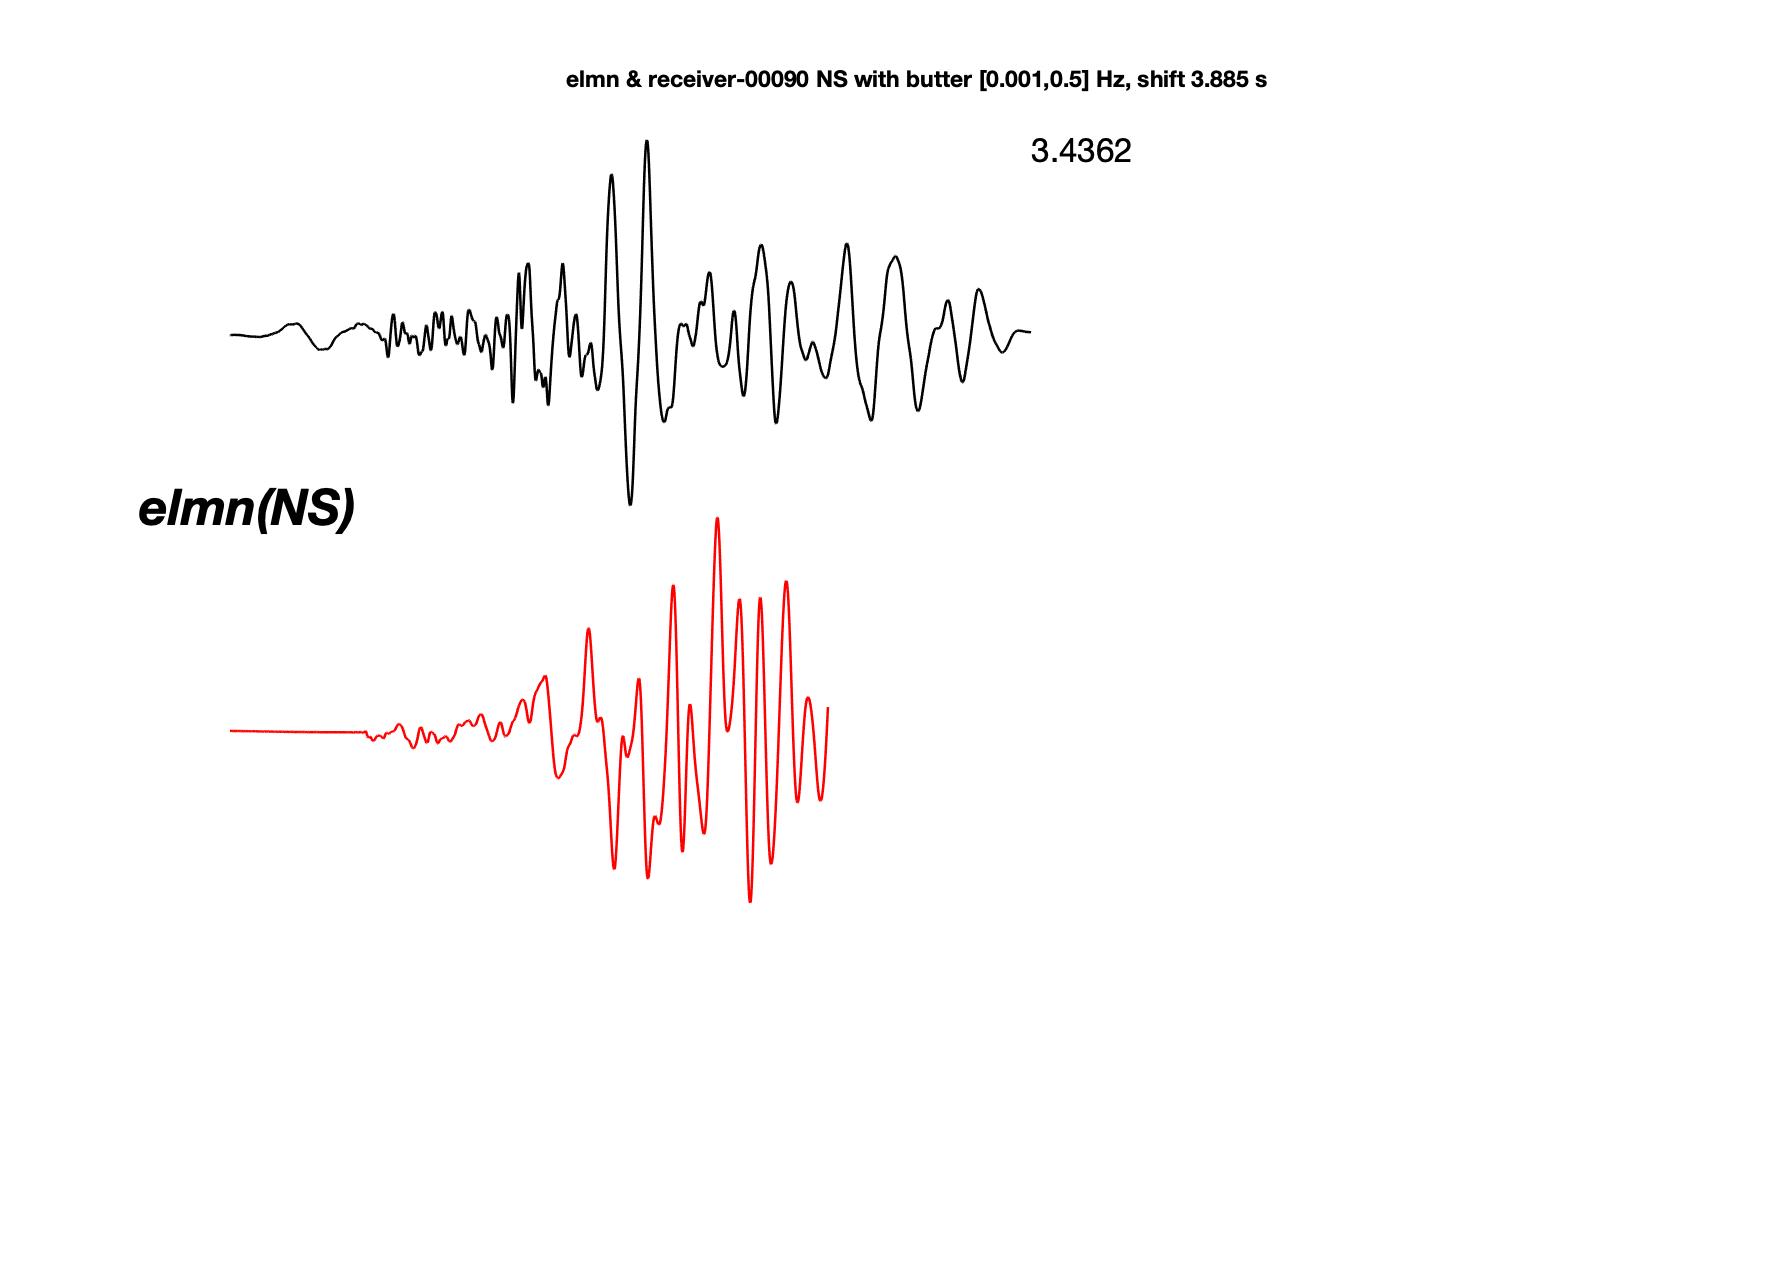 elmn & receiver-00090 NS with butter [0.001,0.5] Hz, shift 3.885 s
3.4362
elmn(NS)